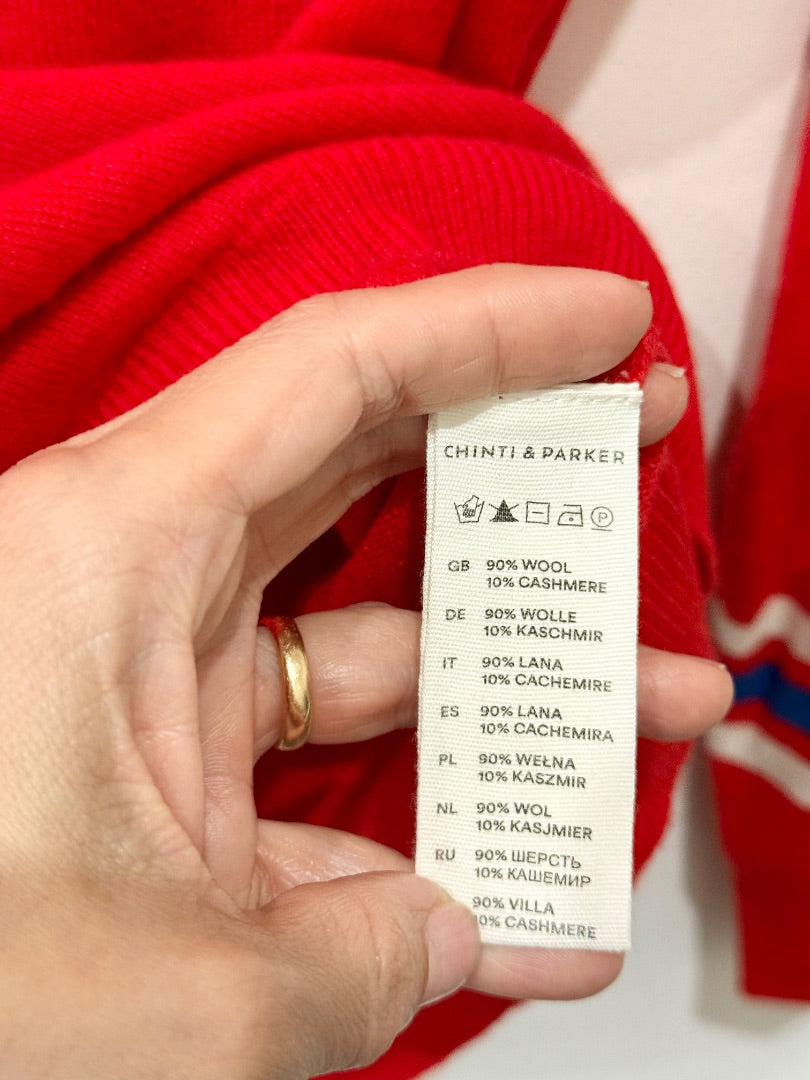 CHINTI & PARKER
P
GB 90% WOOL
10% CASHMERE
DE 90% WOLLE
10% KASCHMIR
IT 90% LANA
10% CACHEMIRE
ES 90% LANA
10% CACHEMIRA
PL 90% WEŁNA
10% KASZMIR
NL 90% WOL
10% KASJMIER
RU 90% ШЕРСТЬ
10% КАШЕМИР
90% VILLA
10% CASHMERE